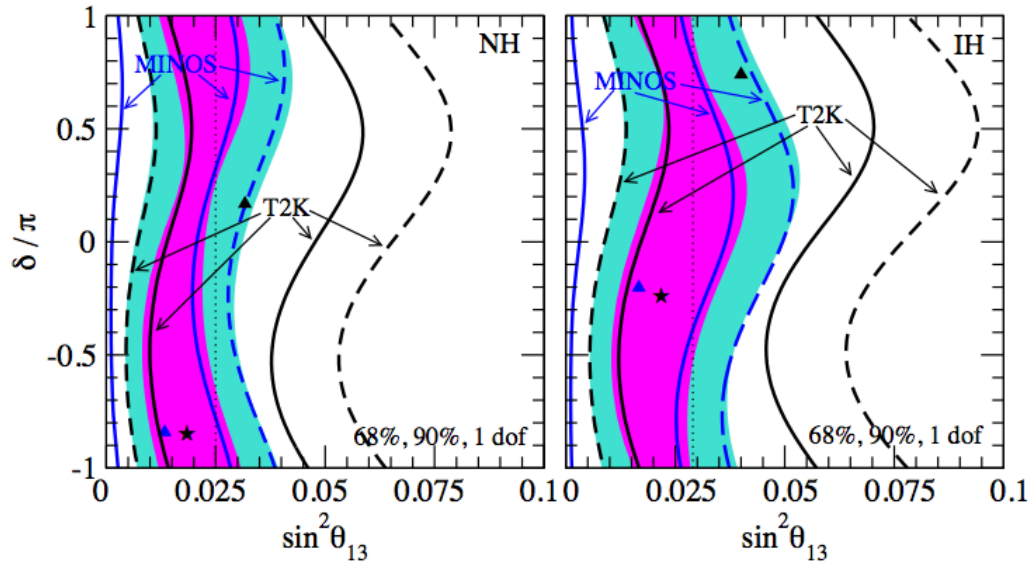 1
0.5
0
-0.5
-1
δ / π
NH
MINOS
T2K
68%, 90%, 1 dof
0 0.025 0.05 0.075 0.1
sin²θ₁₃
IH
MINOS
T2K
68%, 90%, 1 dof
0 0.025 0.05 0.075 0.1
sin²θ₁₃